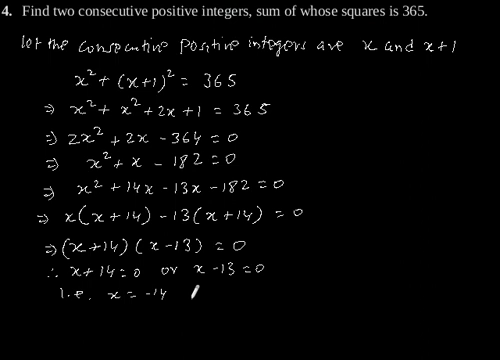 4. Find two consecutive positive integers, sum of whose squares is 365.
let the consecutive positive integers are x and x+1
x² + (x+1)² = 365
⇒ x² + x² + 2x + 1 = 365
⇒ 2x² + 2x - 364 = 0
⇒ x² + x - 182 = 0
⇒ x² + 14x - 13x - 182 = 0
⇒ x(x+14) - 13(x+14) = 0
⇒ (x+14) (x-13) = 0
∴ x+14=0 or x-13=0
i.e. x = -14